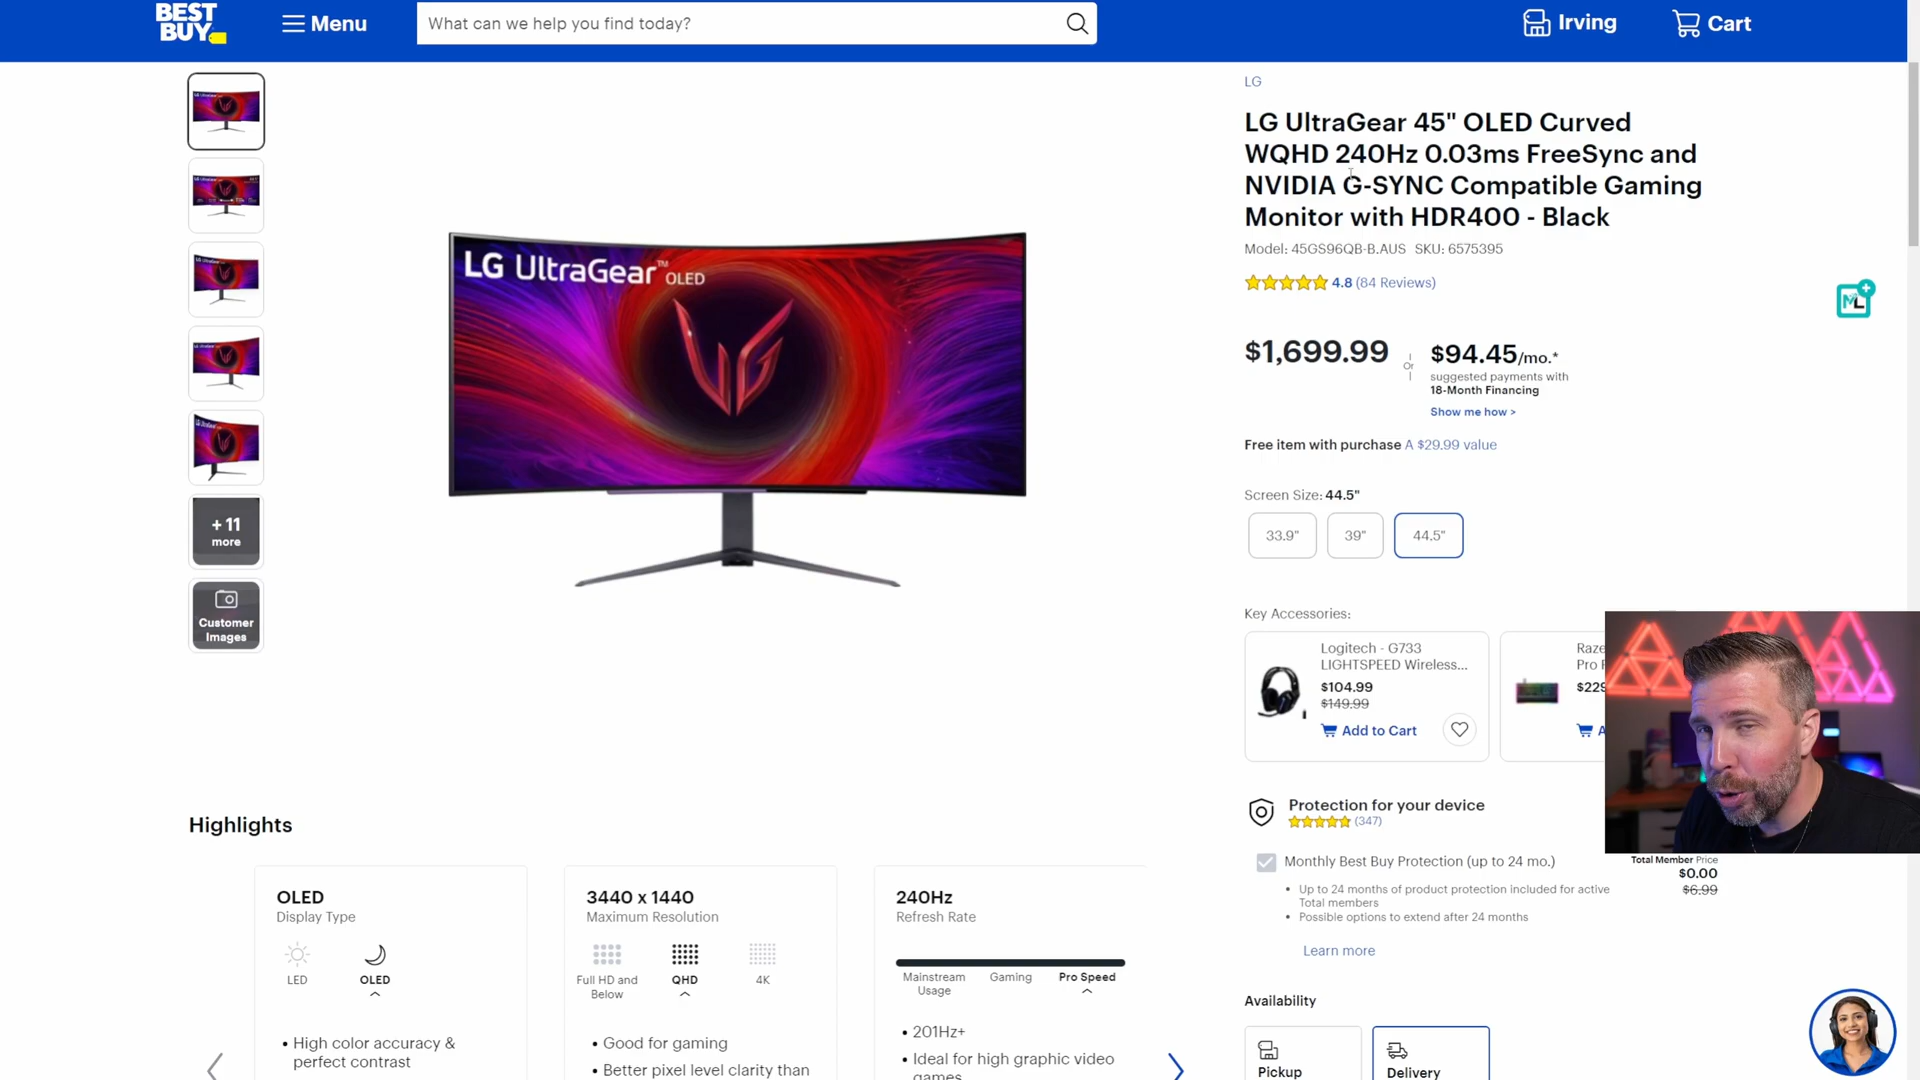 BEST
BUY
Menu
What can we help you find today?
Irving
Cart
LG
LG UltraGear 45" OLED Curved
WQHD 240Hz 0.03ms FreeSync and
NVIDIA G-SYNC Compatible Gaming
Monitor with HDR400 - Black
Model: 45GS96QB-B.AUS SKU: 6575395
4.8 (84 Reviews)
LG UltraGear™ OLED
$1,699.99
Or
$94.45/mo.*
suggested payments with
18-Month Financing
Show me how >
Free item with purchase A $29.99 value
Screen Size: 44.5"
33.9"
39"
44.5"
+ 11
more
Customer
Images
Key Accessories:
Logitech - G733
LIGHTSPEED Wireless...
$104.99
$149.99
Add to Cart
Protection for your device
(347)
Monthly Best Buy Protection (up to 24 mo.)
• Up to 24 months of product protection included for active
Total members
• Possible options to extend after 24 months
Learn more
Total Member Price
$0.00
$6.99
Availability
Pickup
Delivery
Highlights
OLED
Display Type
LED
OLED
• High color accuracy &
perfect contrast
3440 x 1440
Maximum Resolution
Full HD and
Below
QHD
4K
• Good for gaming
• Better pixel level clarity than
240Hz
Refresh Rate
Mainstream
Usage
Gaming
Pro Speed
• 201Hz+
• Ideal for high graphic video
games
ML